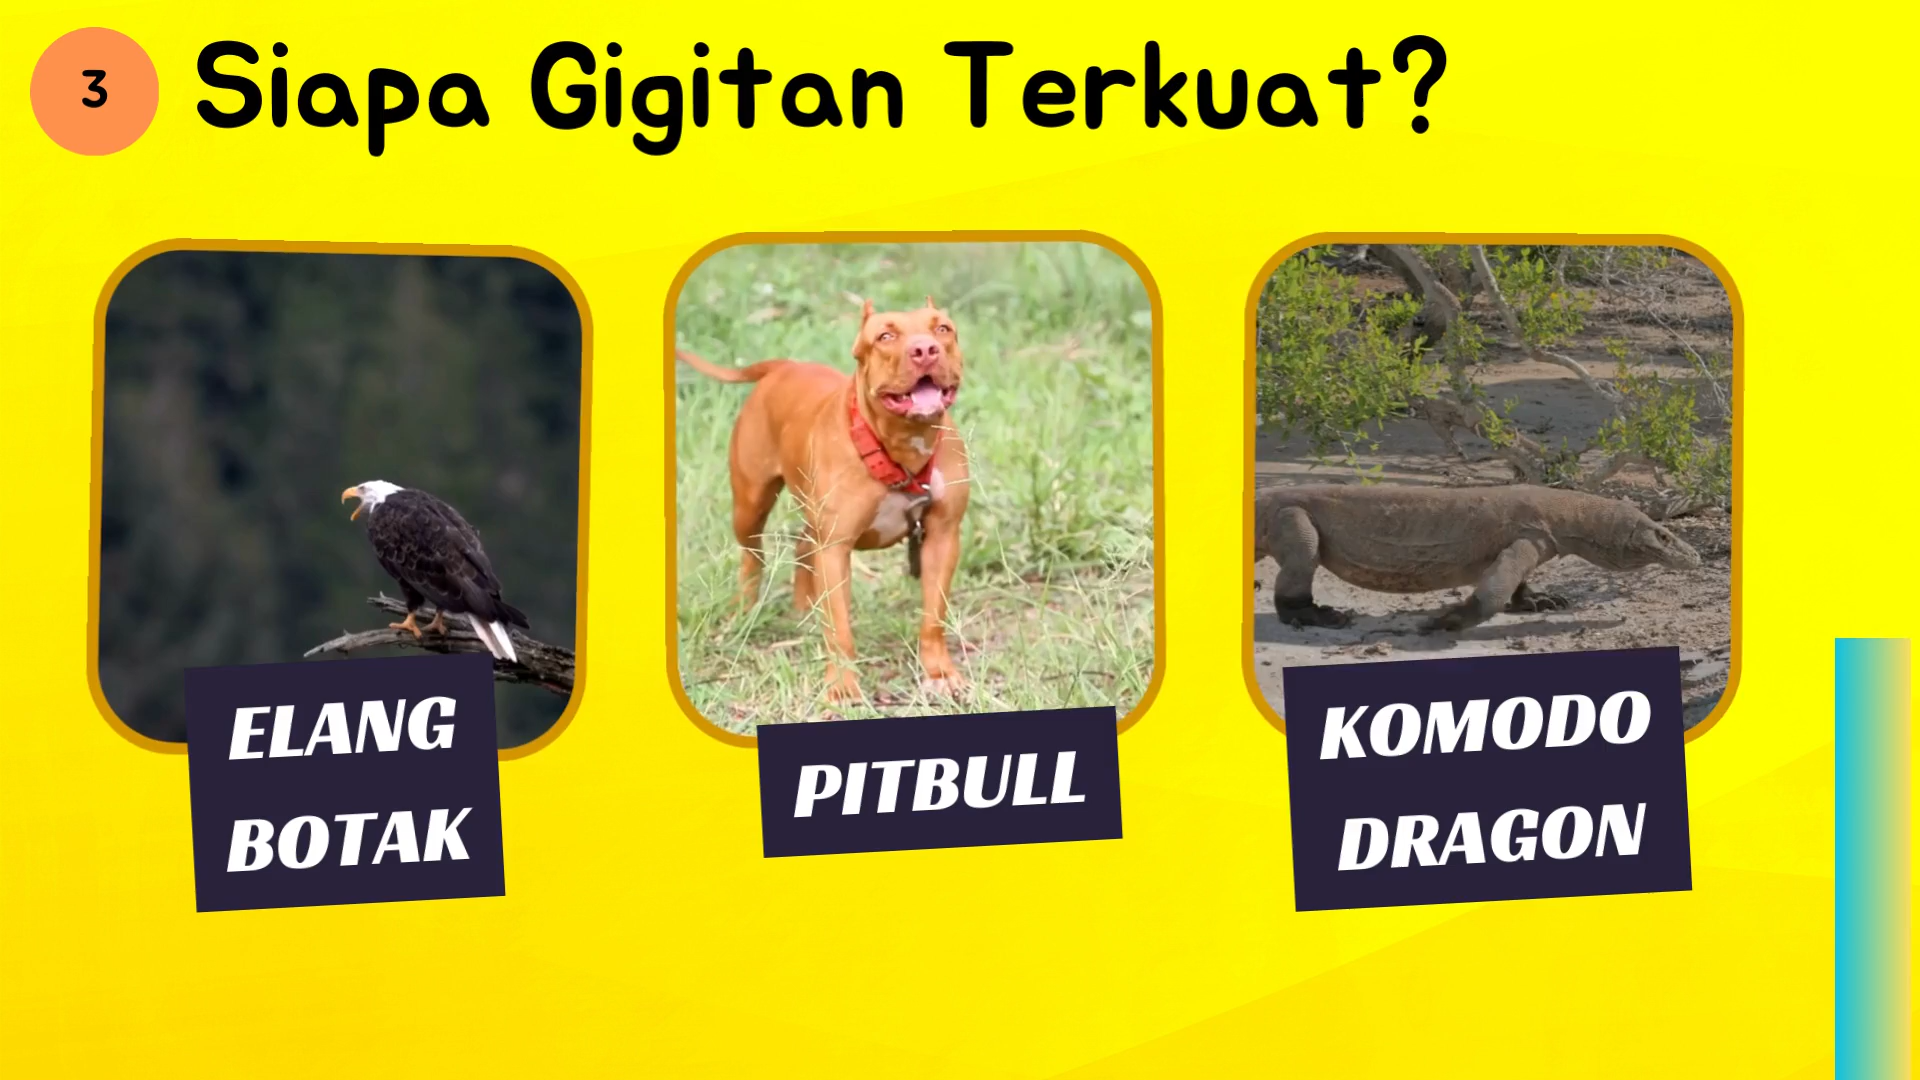 3
Siapa Gigitan Terkuat?
ELANG
BOTAK
PITBULL
KOMODO
DRAGON